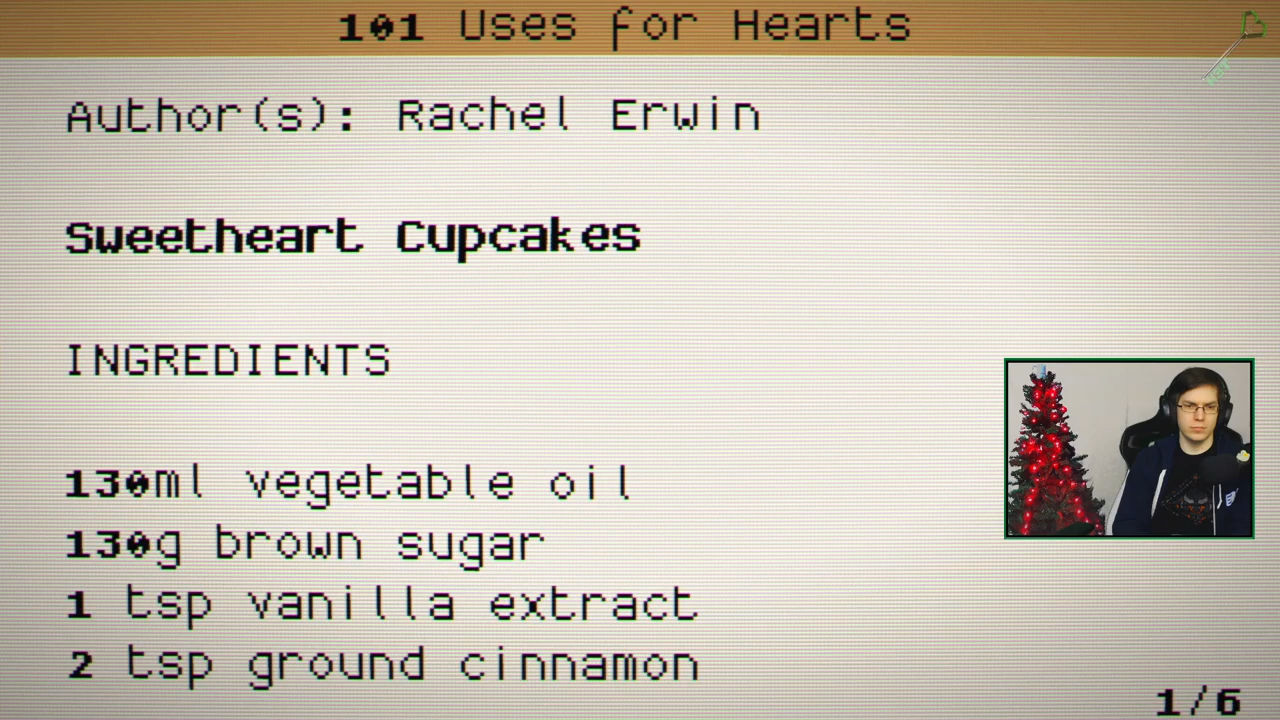 101 Uses for Hearts
Author(s): Rachel Erwin
Sweetheart Cupcakes
INGREDIENTS
130ml vegetable oil
130g brown sugar
1 tsp vanilla extract
2 tsp ground cinnamon
1/6